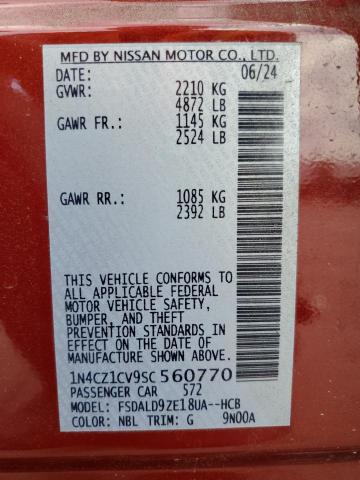 MFD BY NISSAN MOTOR CO., LTD.
DATE: 06/24
GVWR: 2210 KG
4872 LB
GAWR FR.: 1145 KG
2524 LB
GAWR RR.: 1085 KG
2392 LB
THIS VEHICLE CONFORMS TO
ALL APPLICABLE FEDERAL
MOTOR VEHICLE SAFETY,
BUMPER, AND THEFT
PREVENTION STANDARDS IN
EFFECT ON THE DATE OF
MANUFACTURE SHOWN ABOVE.
1N4CZ1CV9SC560770
PASSENGER CAR 572
MODEL: FSDALD9ZE18UA--HCB
COLOR: NBL TRIM: G 9N00A